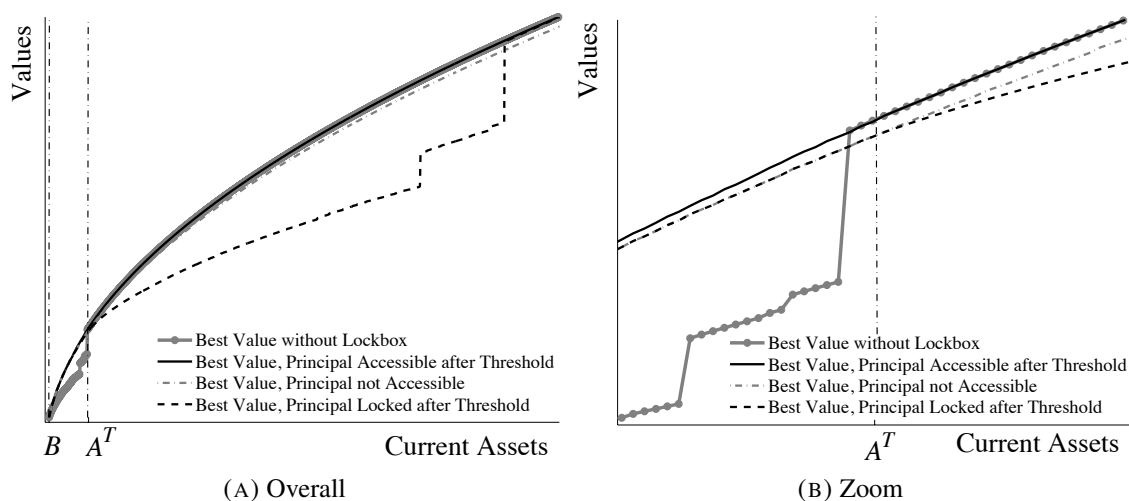 Values
Best Value without Lockbox
Best Value, Principal Accessible after Threshold
Best Value, Principal not Accessible
Best Value, Principal Locked after Threshold
B
A^T
Current Assets
(A) Overall
Values
Best Value without Lockbox
Best Value, Principal Accessible after Threshold
Best Value, Principal not Accessible
Best Value, Principal Locked after Threshold
A^T
Current Assets
(B) Zoom